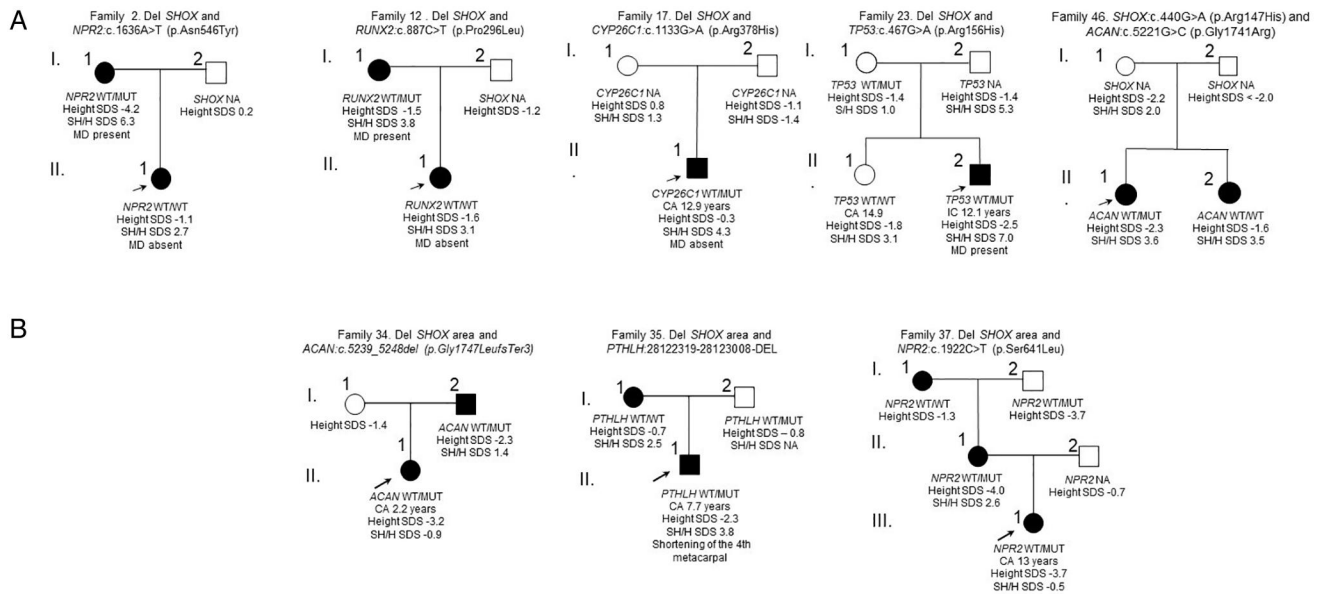 A
Family 2. Del SHOX and
NPR2:c.1636A>T (p.Asn546Tyr)
I.
1
2
NPR2 WT/MUT
Height SDS -4.2
SH/H SDS 6.3
MD present
SHOX NA
Height SDS 0.2
II.
1
NPR2 WT/WT
Height SDS -1.1
SH/H SDS 2.7
MD absent
Family 12 . Del SHOX and
RUNX2:c.887C>T (p.Pro296Leu)
I.
1
2
RUNX2 WT/MUT
Height SDS -1.5
SH/H SDS 3.8
MD present
SHOX NA
Height SDS -1.2
II.
1
RUNX2 WT/WT
Height SDS -1.6
SH/H SDS 3.1
MD absent
Family 17. Del SHOX and
CYP26C1:c.1133G>A (p.Arg378His)
I.
1
2
CYP26C1 NA
Height SDS 0.8
SH/H SDS 1.3
CYP26C1 NA
Height SDS -1.1
SH/H SDS -1.4
II
.
1
CYP26C1 WT/MUT
CA 12.9 years
Height SDS -0.3
SH/H SDS 4.3
MD absent
Family 23. Del SHOX and
TP53:c.467G>A (p.Arg156His)
I.
1
2
TP53 WT/MUT
Height SDS -1.4
S/H SDS 1.0
TP53 NA
Height SDS -1.4
SH/H SDS 5.3
II
.
1
2
TP53 WT/WT
CA 14.9
Height SDS -1.8
SH/H SDS 3.1
TP53 WT/MUT
IC 12.1 years
Height SDS -2.5
SH/H SDS 7.0
MD present
Family 46. SHOX:c.440G>A (p.Arg147His) and
ACAN:c.5221G>C (p.Gly1741Arg)
I.
1
2
SHOX NA
Height SDS -2.2
SH/H SDS 2.0
SHOX NA
Height SDS < -2.0
II
.
1
2
ACAN WT/MUT
Height SDS -2.3
SH/H SDS 3.6
ACAN WT/WT
Height SDS -1.6
SH/H SDS 3.5
B
Family 34. Del SHOX area and
ACAN:c.5239_5248del (p.Gly1747LeufsTer3)
I.
1
2
Height SDS -1.4
ACAN WT/MUT
Height SDS -2.3
SH/H SDS 1.4
II.
1
ACAN WT/MUT
CA 2.2 years
Height SDS -3.2
SH/H SDS -0.9
Family 35. Del SHOX area and
PTHLH:28122319-28123008-DEL
I.
1
2
PTHLH WT/WT
Height SDS -0.7
SH/H SDS 2.5
PTHLH WT/MUT
Height SDS – 0.8
SH/H SDS NA
II.
1
PTHLH WT/MUT
CA 7.7 years
Height SDS -2.3
SH/H SDS 3.8
Shortening of the 4th
metacarpal
Family 37. Del SHOX area and
NPR2:c.1922C>T (p.Ser641Leu)
I.
1
2
NPR2 WT/WT
Height SDS -1.3
NPR2 WT/MUT
Height SDS -3.7
II.
1
2
NPR2 WT/MUT
Height SDS -4.0
SH/H SDS 2.6
NPR2 NA
Height SDS -0.7
III.
1
NPR2 WT/MUT
CA 13 years
Height SDS -3.7
SH/H SDS -0.5